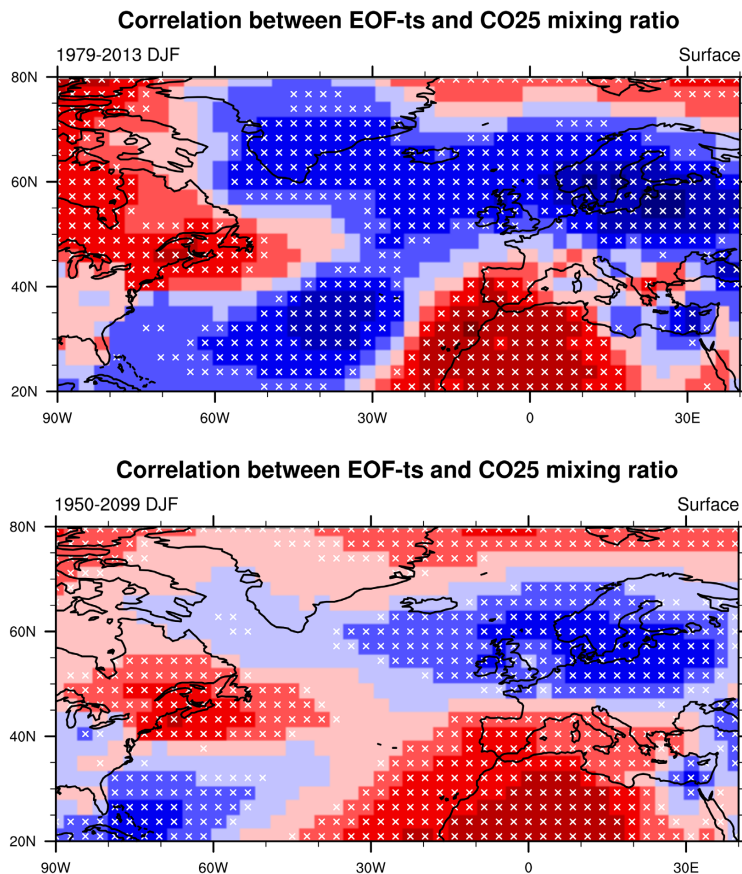 Correlation between EOF-ts and CO25 mixing ratio
1979-2013 DJF Surface
80N
60N
40N
20N
90W 60W 30W 0 30E
Correlation between EOF-ts and CO25 mixing ratio
1950-2099 DJF Surface
80N
60N
40N
20N
90W 60W 30W 0 30E